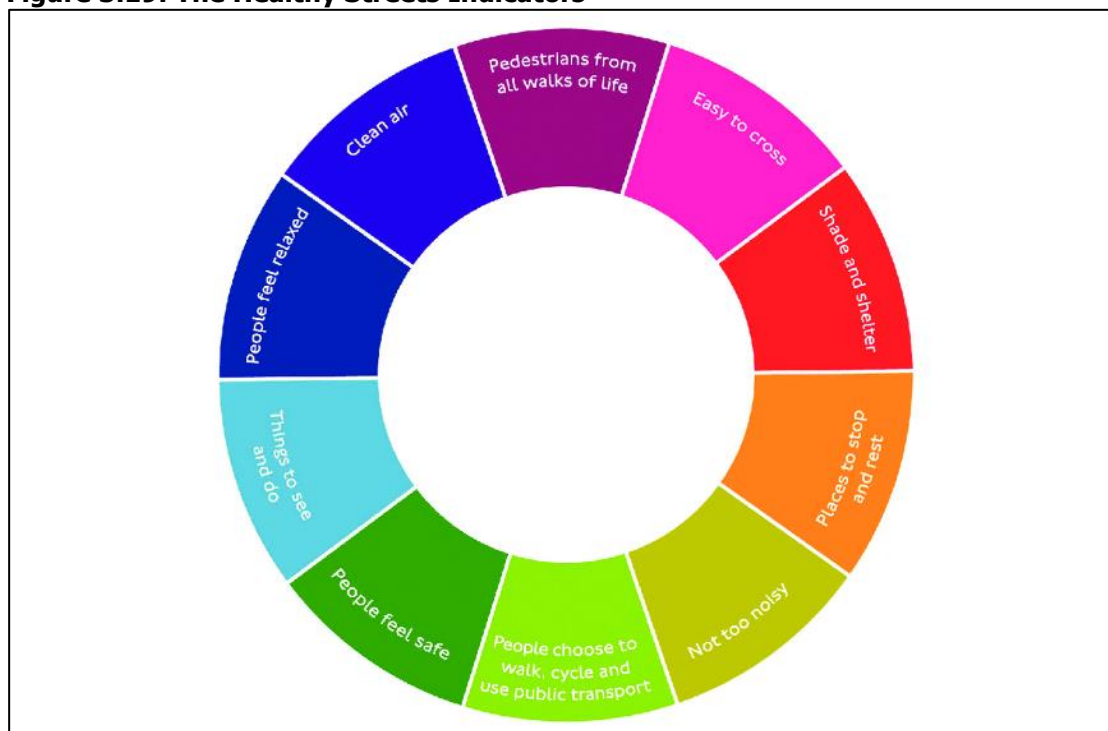 Figure 3.29: The Healthy Streets Indicators
Pedestrians from
all walks of life
Easy to cross
Shade and shelter
Places to stop
and rest
Not too noisy
People choose to
walk, cycle and
use public transport
People feel safe
Things to see
and do
People feel relaxed
Clean air